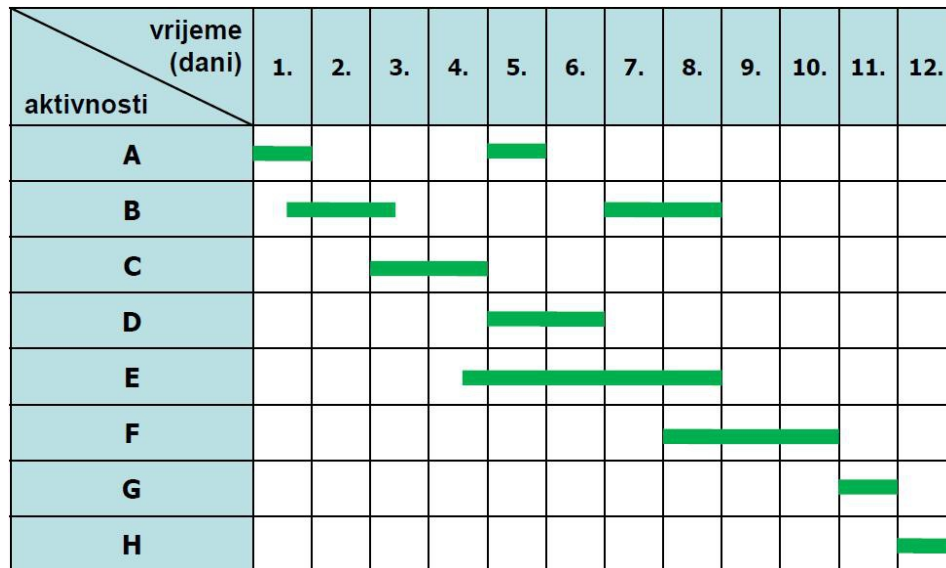 vrijeme
(dani)
aktivnosti
1. 2. 3. 4. 5. 6. 7. 8. 9. 10. 11. 12.
A
B
C
D
E
F
G
H